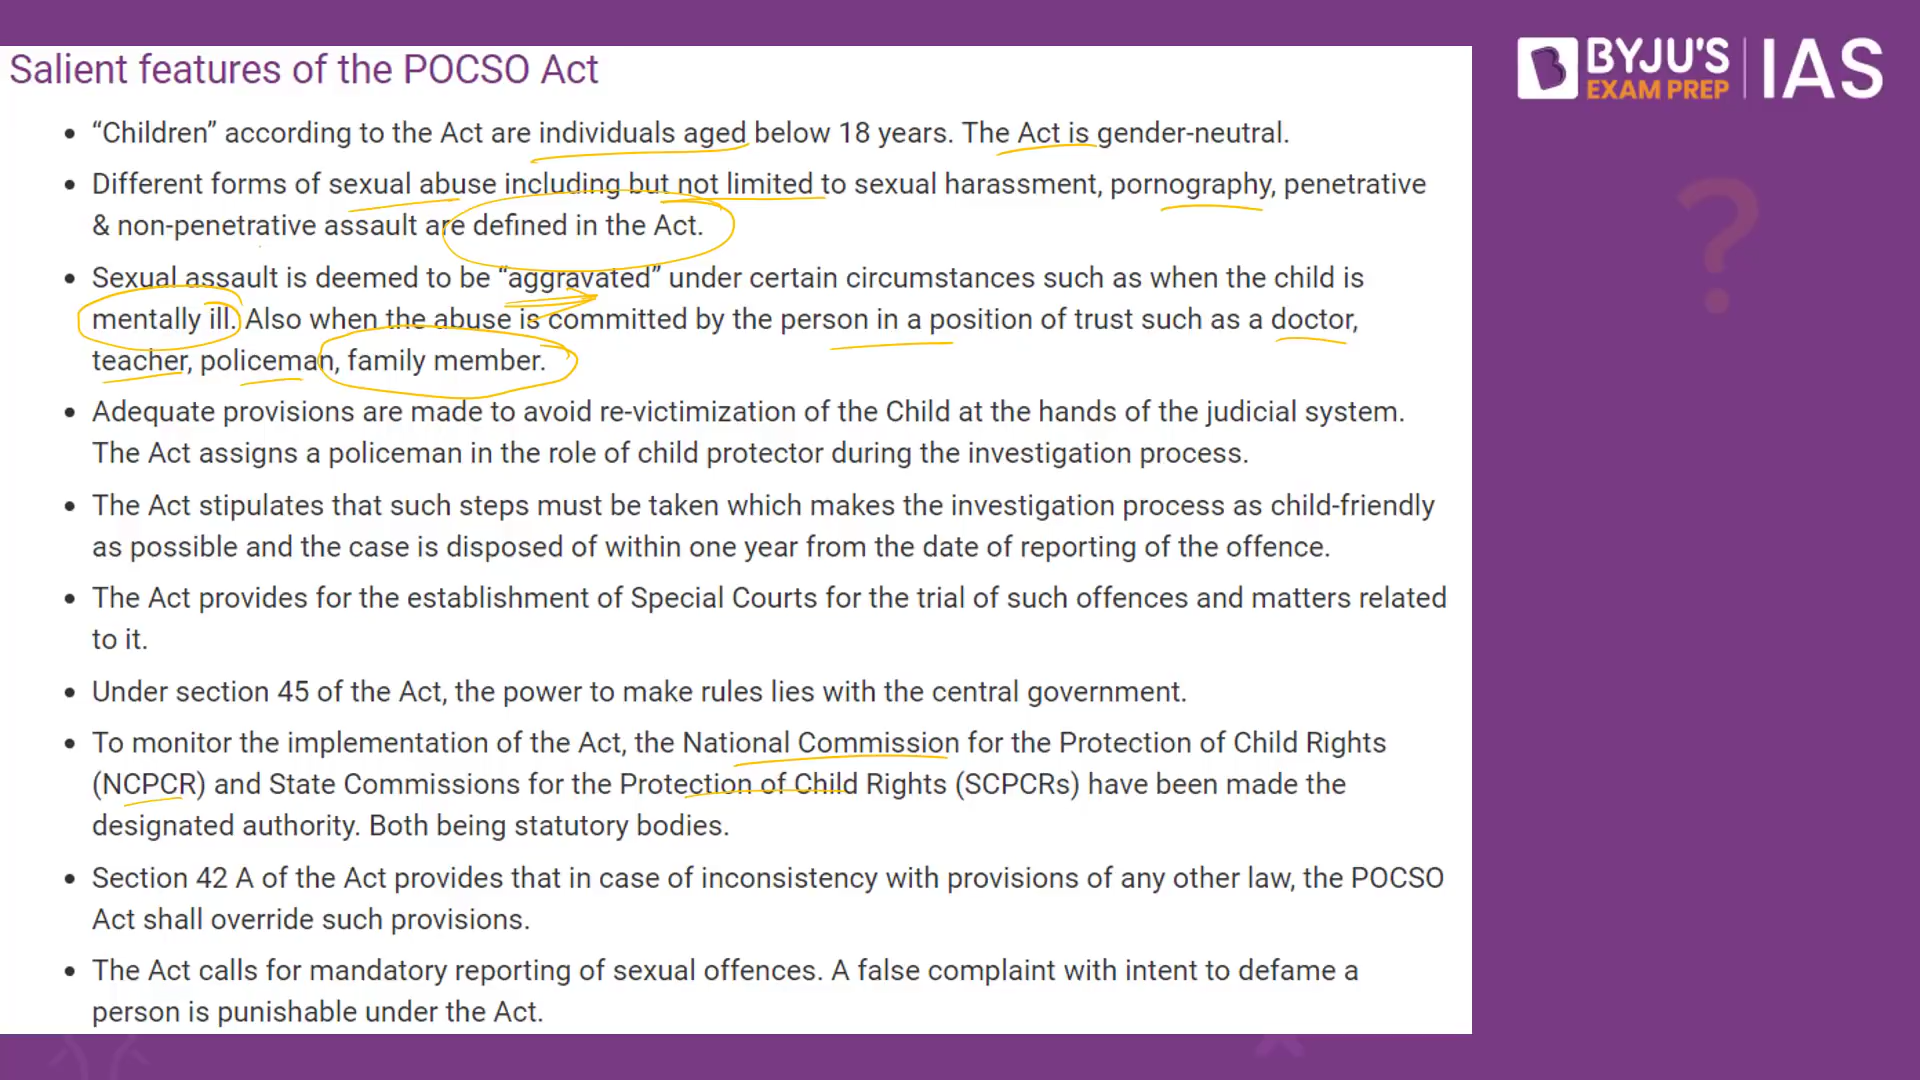 Salient features of the POCSO Act
BYJU'S
EXAM PREP
IAS
• “Children” according to the Act are individuals aged below 18 years. The Act is gender-neutral.
• Different forms of sexual abuse including but not limited to sexual harassment, pornography, penetrative
& non-penetrative assault are defined in the Act.
• Sexual assault is deemed to be “aggravated” under certain circumstances such as when the child is
mentally ill. Also when the abuse is committed by the person in a position of trust such as a doctor,
teacher, policeman, family member.
• Adequate provisions are made to avoid re-victimization of the Child at the hands of the judicial system.
The Act assigns a policeman in the role of child protector during the investigation process.
• The Act stipulates that such steps must be taken which makes the investigation process as child-friendly
as possible and the case is disposed of within one year from the date of reporting of the offence.
• The Act provides for the establishment of Special Courts for the trial of such offences and matters related
to it.
• Under section 45 of the Act, the power to make rules lies with the central government.
• To monitor the implementation of the Act, the National Commission for the Protection of Child Rights
(NCPCR) and State Commissions for the Protection of Child Rights (SCPCRs) have been made the
designated authority. Both being statutory bodies.
• Section 42 A of the Act provides that in case of inconsistency with provisions of any other law, the POCSO
Act shall override such provisions.
• The Act calls for mandatory reporting of sexual offences. A false complaint with intent to defame a
person is punishable under the Act.